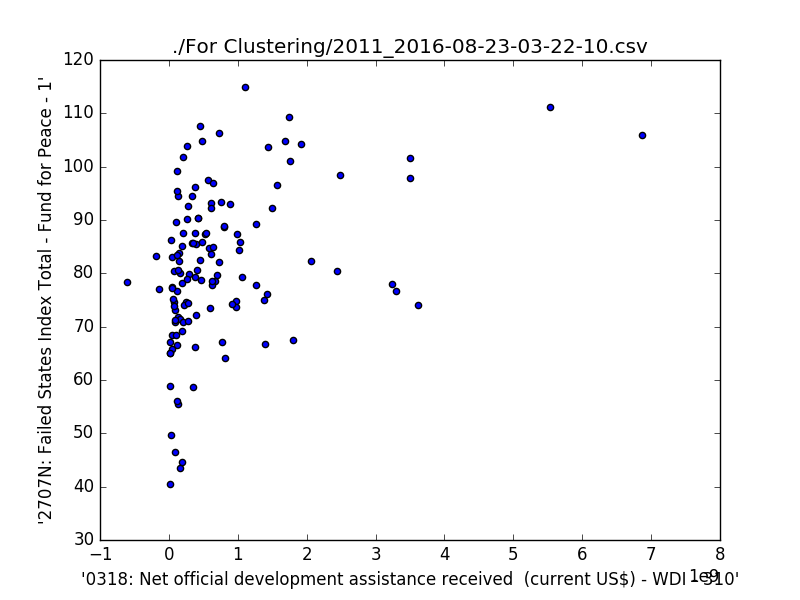 ./For Clustering/2011_2016-08-23-03-22-10.csv
120
110
100
90
80
70
60
50
40
30
'2707N: Failed States Index Total - Fund for Peace - 1'
−1 0 1 2 3 4 5 6 7 8
1e9
'0318: Net official development assistance received  (current US$) - WDI - 310'